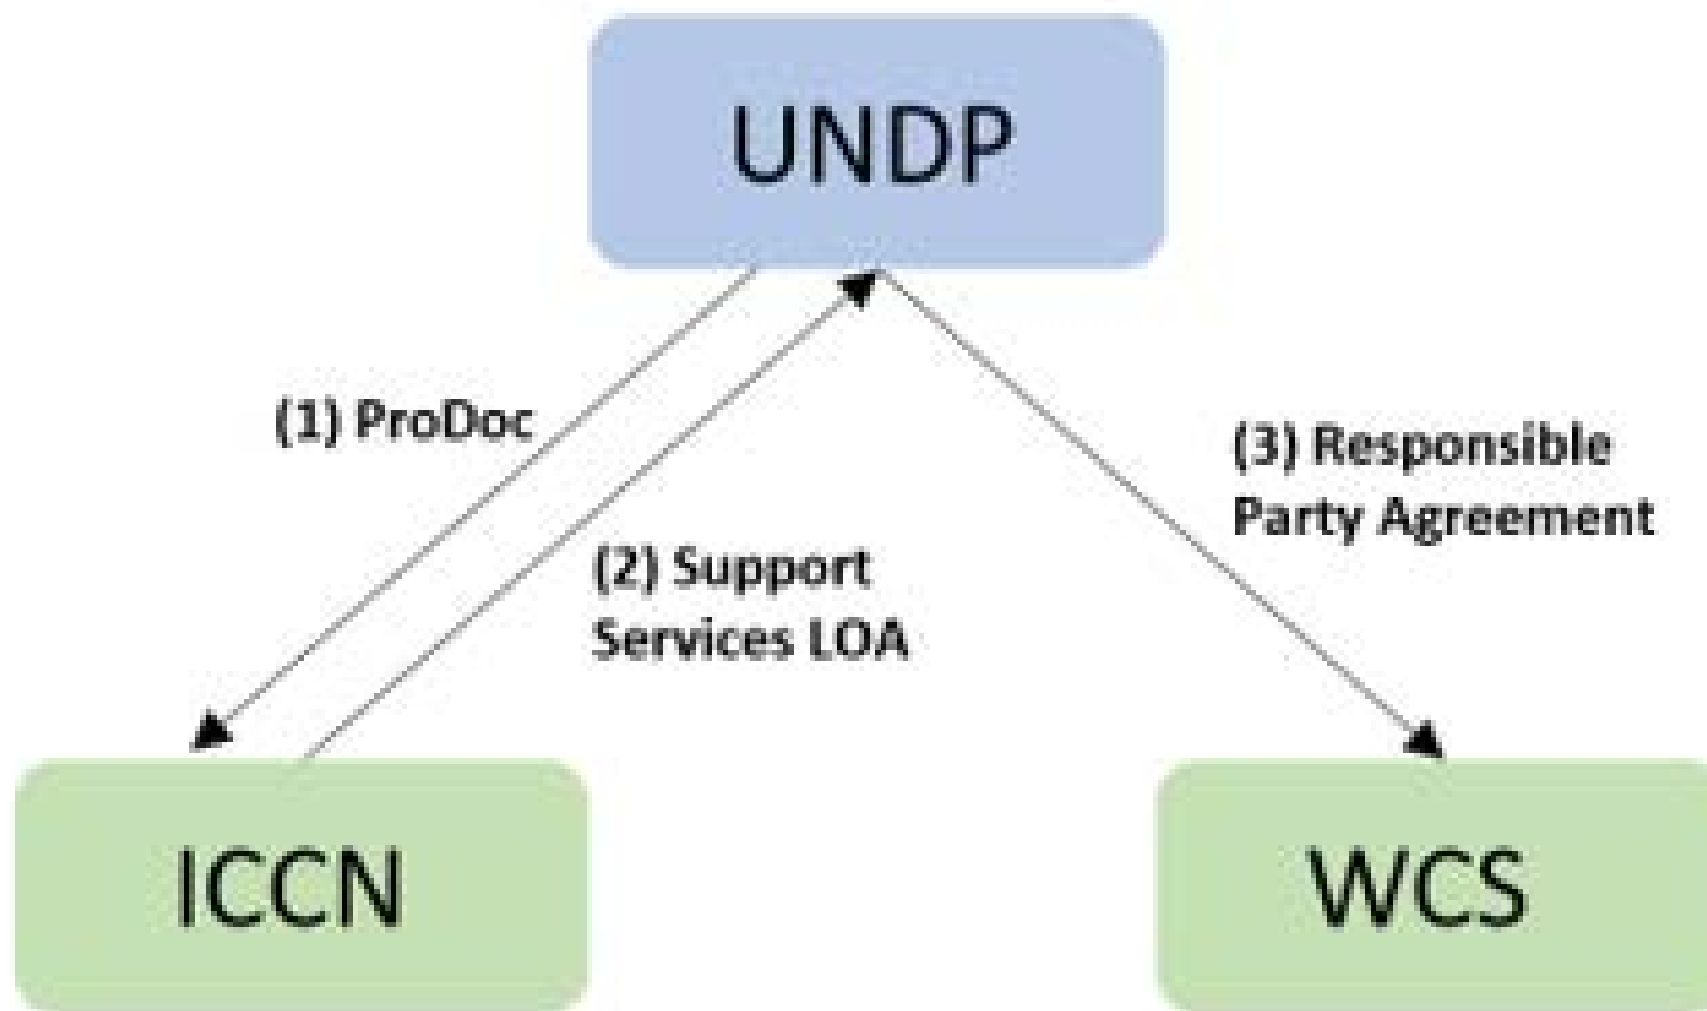 UNDP
(1) ProDoc
(3) Responsible
Party Agreement
(2) Support
Services LOA
ICCN
WCS